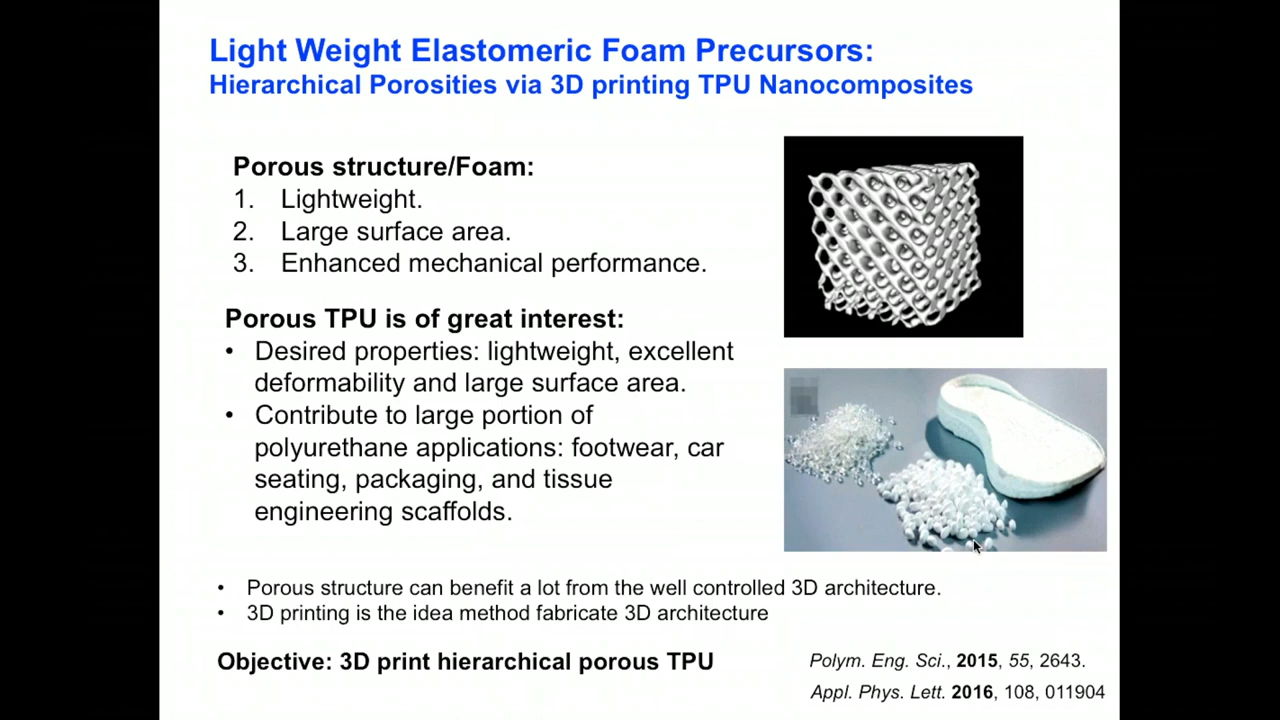 Light Weight Elastomeric Foam Precursors:
Hierarchical Porosities via 3D printing TPU Nanocomposites
Porous structure/Foam:
1. Lightweight.
2. Large surface area.
3. Enhanced mechanical performance.
Porous TPU is of great interest:
• Desired properties: lightweight, excellent
deformability and large surface area.
• Contribute to large portion of
polyurethane applications: footwear, car
seating, packaging, and tissue
engineering scaffolds.
• Porous structure can benefit a lot from the well controlled 3D architecture.
• 3D printing is the idea method fabricate 3D architecture
Objective: 3D print hierarchical porous TPU
Polym. Eng. Sci., 2015, 55, 2643.
Appl. Phys. Lett. 2016, 108, 011904